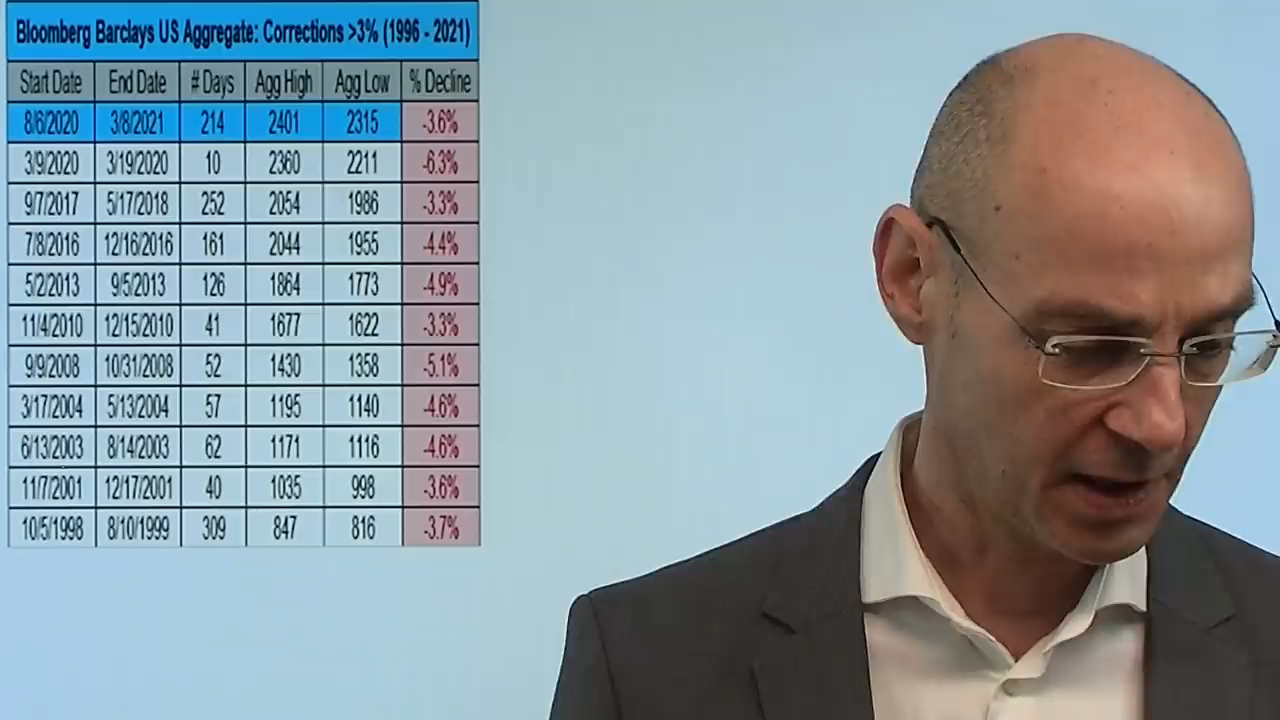 Bloomberg Barclays US Aggregate: Corrections >3% (1996 - 2021)
Start Date End Date # Days Agg High Agg Low % Decline
8/6/2020 3/8/2021 214 2401 2315 -3.6%
3/9/2020 3/19/2020 10 2360 2211 -6.3%
9/7/2017 5/17/2018 252 2054 1986 -3.3%
7/8/2016 12/16/2016 161 2044 1955 -4.4%
5/2/2013 9/5/2013 126 1864 1773 -4.9%
11/4/2010 12/15/2010 41 1677 1622 -3.3%
9/9/2008 10/31/2008 52 1430 1358 -5.1%
3/17/2004 5/13/2004 57 1195 1140 -4.6%
6/13/2003 8/14/2003 62 1171 1116 -4.6%
11/7/2001 12/17/2001 40 1035 998 -3.6%
10/5/1998 8/10/1999 309 847 816 -3.7%